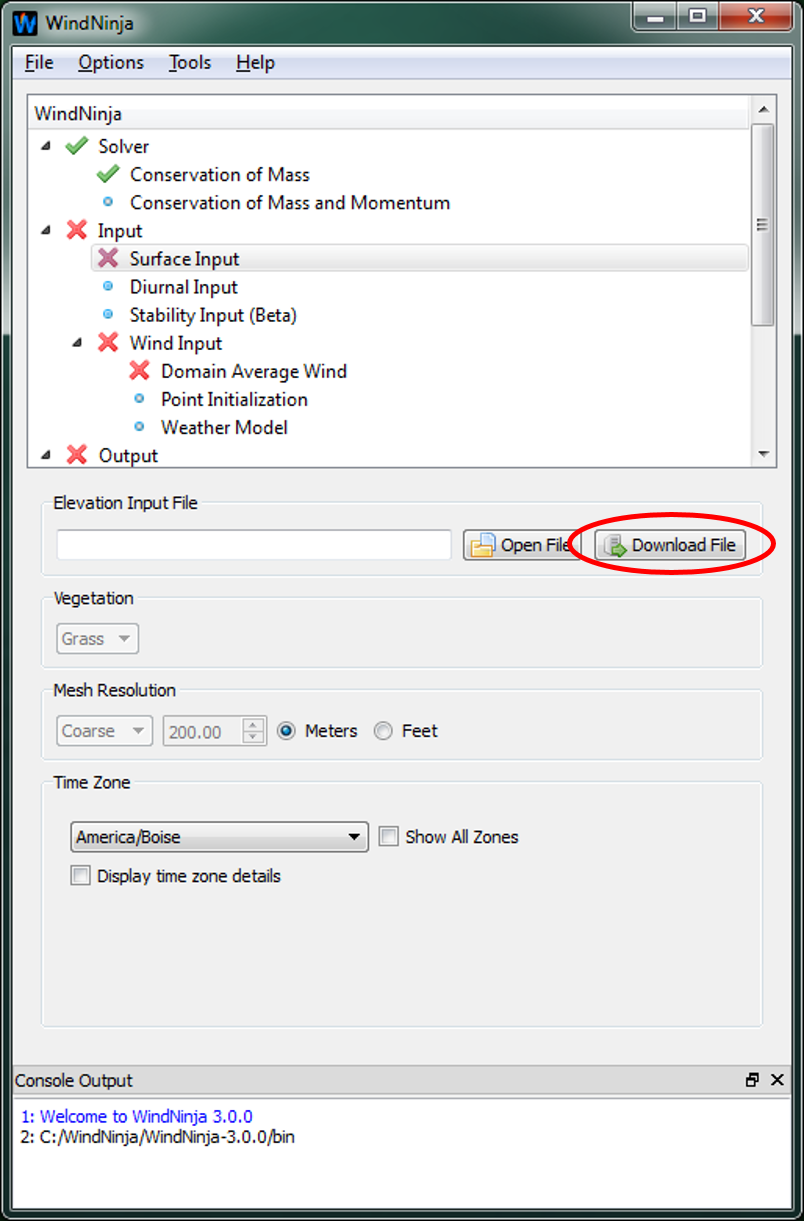 WindNinja
File Options Tools Help
WindNinja
Solver
Conservation of Mass
Conservation of Mass and Momentum
Input
Surface Input
Diurnal Input
Stability Input (Beta)
Wind Input
Domain Average Wind
Point Initialization
Weather Model
Output
Elevation Input File
Open File Download File
Vegetation
Grass
Mesh Resolution
Coarse 200.00 Meters Feet
Time Zone
America/Boise Show All Zones
Display time zone details
Console Output
1: Welcome to WindNinja 3.0.0
2: C:/WindNinja/WindNinja-3.0.0/bin